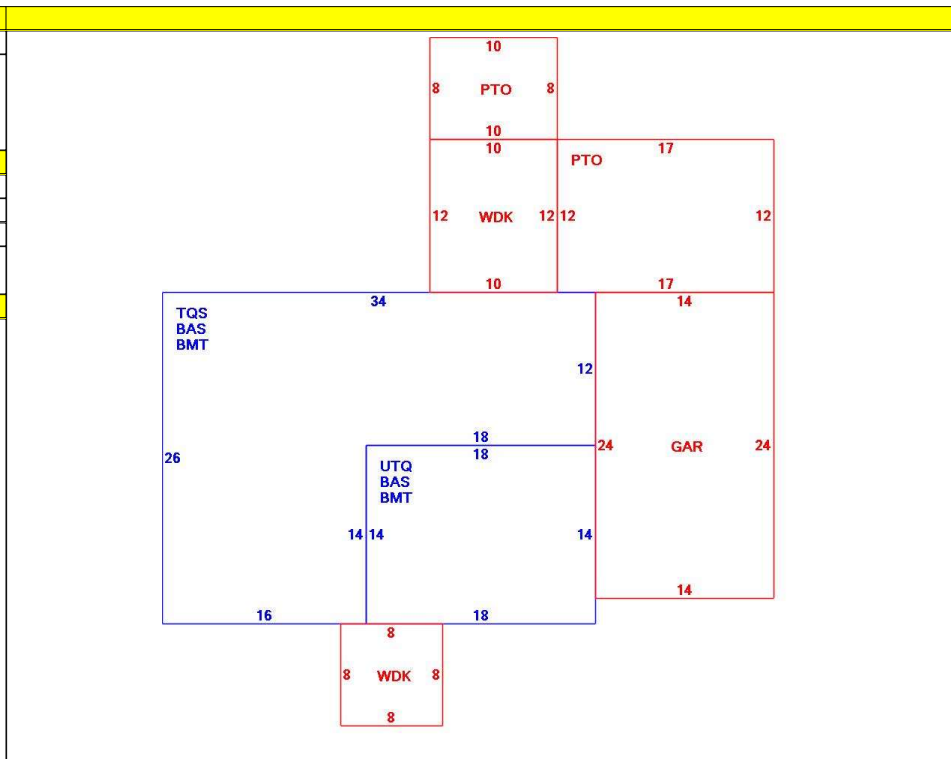 10
8 PTO 8
10
10 17
PTO
12 WDK 12 12 12
10 17
34 14
TQS
BAS
BMT
12
18
24 GAR 24
18
26
UTQ
BAS
BMT
14 14 14
14
16 18
8
8 WDK 8
8